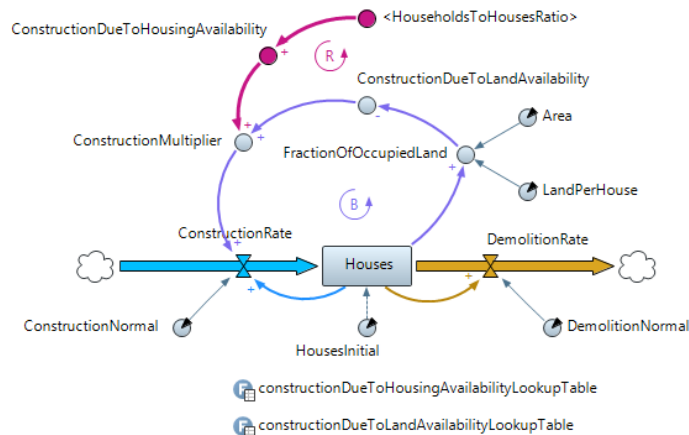 <HouseholdsToHousesRatio>
ConstructionDueToHousingAvailability
+
R
ConstructionDueToLandAvailability
-
Area
+
+
ConstructionMultiplier
FractionOfOccupiedLand
+
LandPerHouse
B
ConstructionRate
+
DemolitionRate
Houses
+
+
ConstructionNormal
HousesInitial
DemolitionNormal
F constructionDueToHousingAvailabilityLookupTable
F constructionDueToLandAvailabilityLookupTable